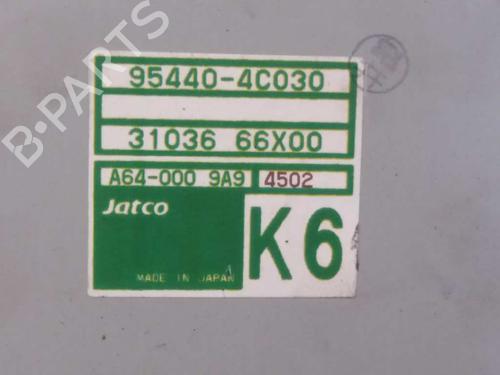 95440-4C030
31036 66X00
A64-000 9A9 4502
Jatco
K6
MADE IN JAPAN
B-PARTS